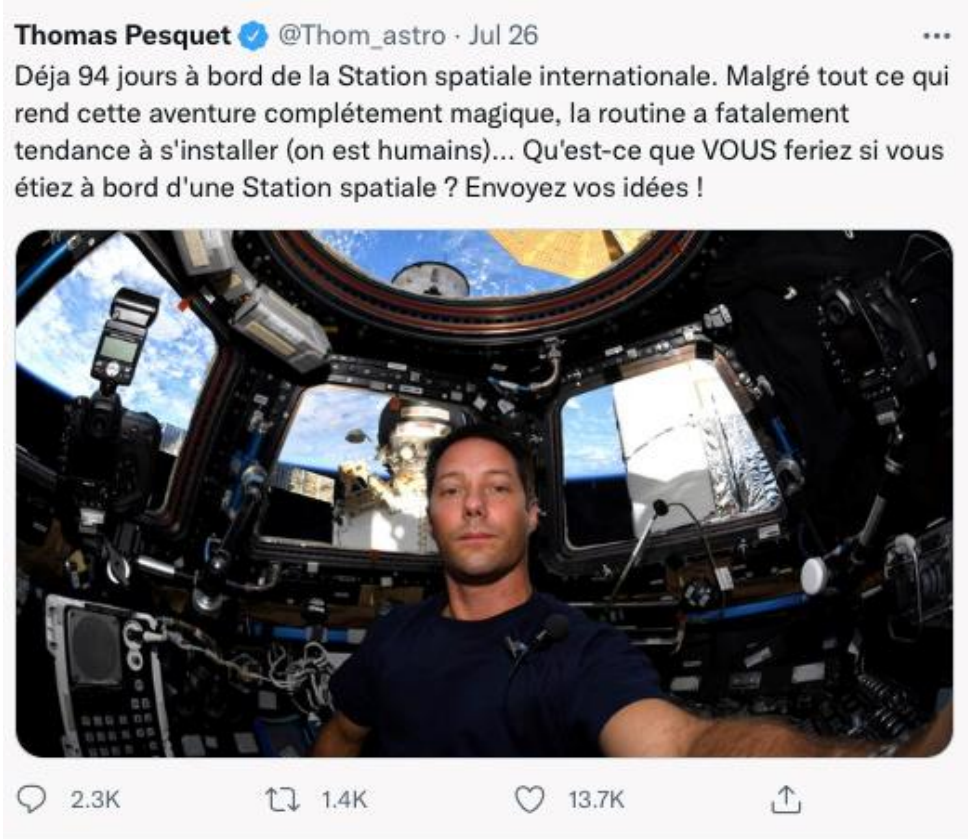 Thomas Pesquet @Thom_astro · Jul 26
Déja 94 jours à bord de la Station spatiale internationale. Malgré tout ce qui
rend cette aventure complétement magique, la routine a fatalement
tendance à s'installer (on est humains)... Qu'est-ce que VOUS feriez si vous
étiez à bord d'une Station spatiale ? Envoyez vos idées !
2.3K 1.4K 13.7K